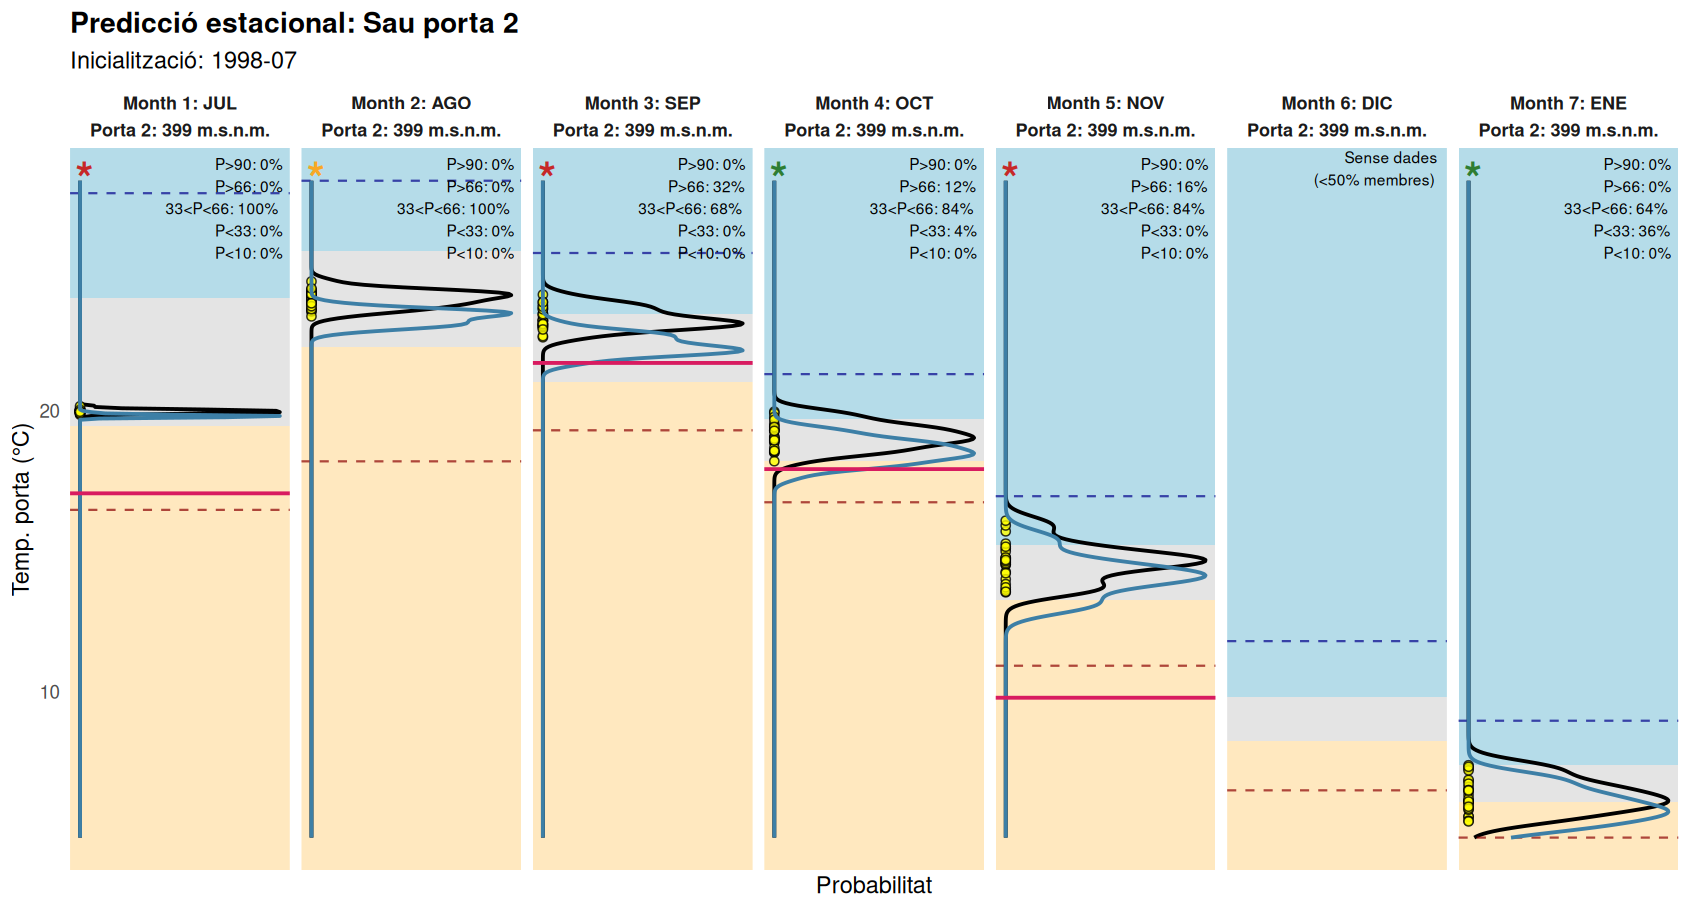 Predicció estacional: Sau porta 2
Inicialització: 1998-07
Month 1: JUL
Porta 2: 399 m.s.n.m.
Month 2: AGO
Porta 2: 399 m.s.n.m.
Month 3: SEP
Porta 2: 399 m.s.n.m.
Month 4: OCT
Porta 2: 399 m.s.n.m.
Month 5: NOV
Porta 2: 399 m.s.n.m.
Month 6: DIC
Porta 2: 399 m.s.n.m.
Month 7: ENE
Porta 2: 399 m.s.n.m.
*
P>90: 0%
P>66: 0%
33<P<66: 100%
P<33: 0%
P<10: 0%
*
P>90: 0%
P>66: 0%
33<P<66: 100%
P<33: 0%
P<10: 0%
*
P>90: 0%
P>66: 32%
33<P<66: 68%
P<33: 0%
P<10: 0%
*
P>90: 0%
P>66: 12%
33<P<66: 84%
P<33: 4%
P<10: 0%
*
P>90: 0%
P>66: 16%
33<P<66: 84%
P<33: 0%
P<10: 0%
Sense dades
(<50% membres)
*
P>90: 0%
P>66: 0%
33<P<66: 64%
P<33: 36%
P<10: 0%
20
10
Temp. porta (°C)
Probabilitat